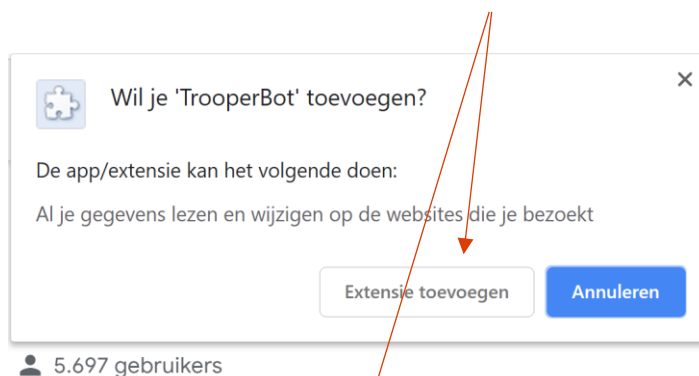 Wil je 'TrooperBot' toevoegen?
De app/extensie kan het volgende doen:
Al je gegevens lezen en wijzigen op de websites die je bezoekt
Extensie toevoegen
Annuleren
5.697 gebruikers